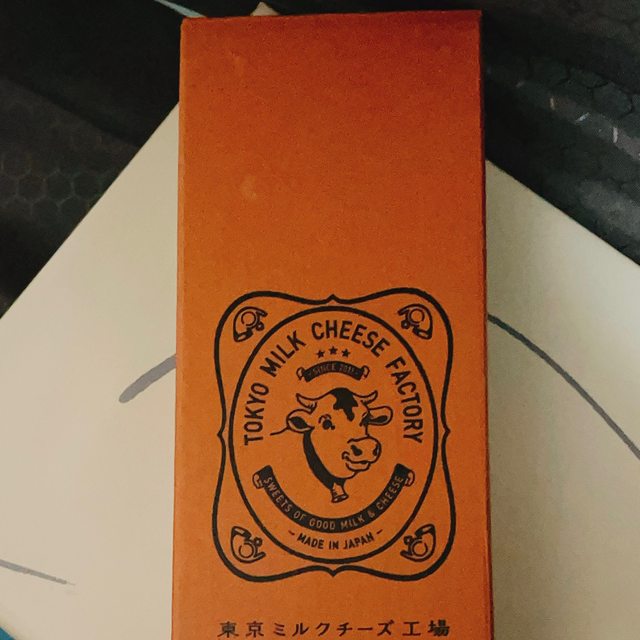 TOKYO MILK CHEESE FACTORY
SINCE 2011
SWEETS OF GOOD MILK & CHEESE
MADE IN JAPAN
東京ミルクチーズ工場